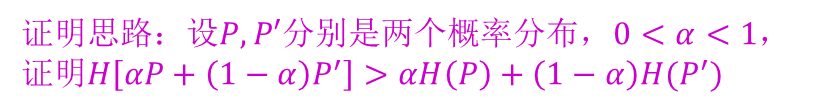 证明思路：设P, P′分别是两个概率分布，0 < α < 1，
证明H[αP + (1 − α)P′] > αH(P) + (1 − α)H(P′)